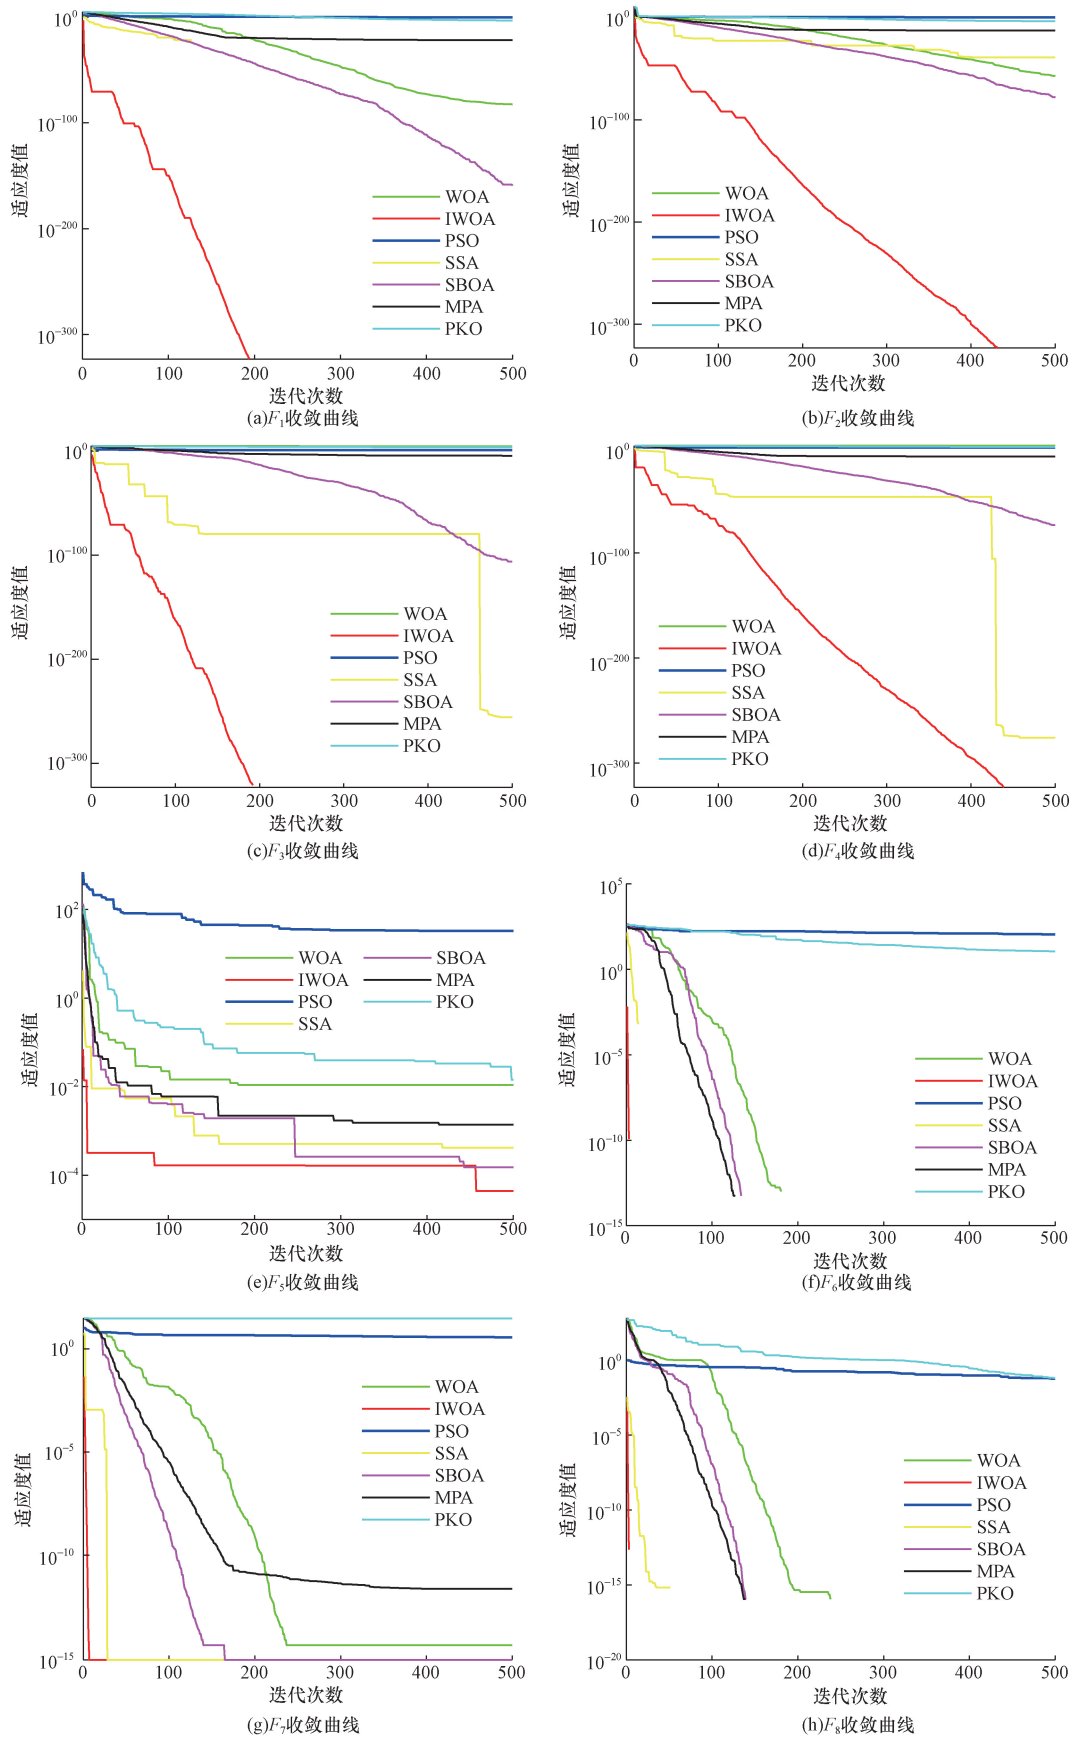 10^0
10^-100
10^-200
10^-300
适应度值
0 100 200 300 400 500
迭代次数
WOA
IWOA
PSO
SSA
SBOA
MPA
PKO
(a)F_1收敛曲线
10^0
10^-100
10^-200
10^-300
适应度值
0 100 200 300 400 500
迭代次数
WOA
IWOA
PSO
SSA
SBOA
MPA
PKO
(b)F_2收敛曲线
10^0
10^-100
10^-200
10^-300
适应度值
0 100 200 300 400 500
迭代次数
WOA
IWOA
PSO
SSA
SBOA
MPA
PKO
(c)F_3收敛曲线
10^0
10^-100
10^-200
10^-300
适应度值
0 100 200 300 400 500
迭代次数
WOA
IWOA
PSO
SSA
SBOA
MPA
PKO
(d)F_4收敛曲线
10^2
10^0
10^-2
10^-4
适应度值
0 100 200 300 400 500
迭代次数
WOA SBOA
IWOA MPA
PSO PKO
SSA
(e)F_5收敛曲线
10^5
10^0
10^-5
10^-10
10^-15
适应度值
0 100 200 300 400 500
迭代次数
WOA
IWOA
PSO
SSA
SBOA
MPA
PKO
(f)F_6收敛曲线
10^0
10^-5
10^-10
10^-15
适应度值
0 100 200 300 400 500
迭代次数
WOA
IWOA
PSO
SSA
SBOA
MPA
PKO
(g)F_7收敛曲线
10^0
10^-5
10^-10
10^-15
10^-20
适应度值
0 100 200 300 400 500
迭代次数
WOA
IWOA
PSO
SSA
SBOA
MPA
PKO
(h)F_8收敛曲线